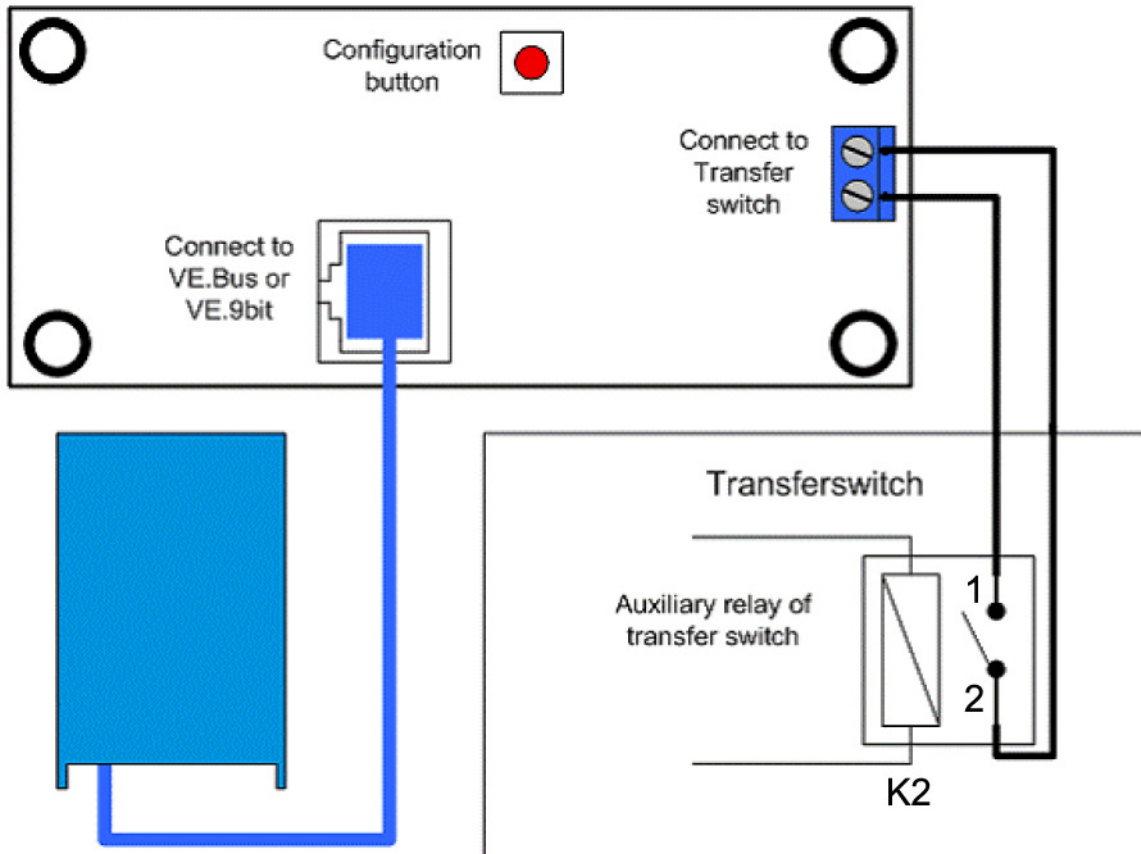 Configuration
button
Connect to
Transfer
switch
Connect to
VE.Bus or
VE.9bit
Transferswitch
Auxiliary relay of
transfer switch
1
2
K2